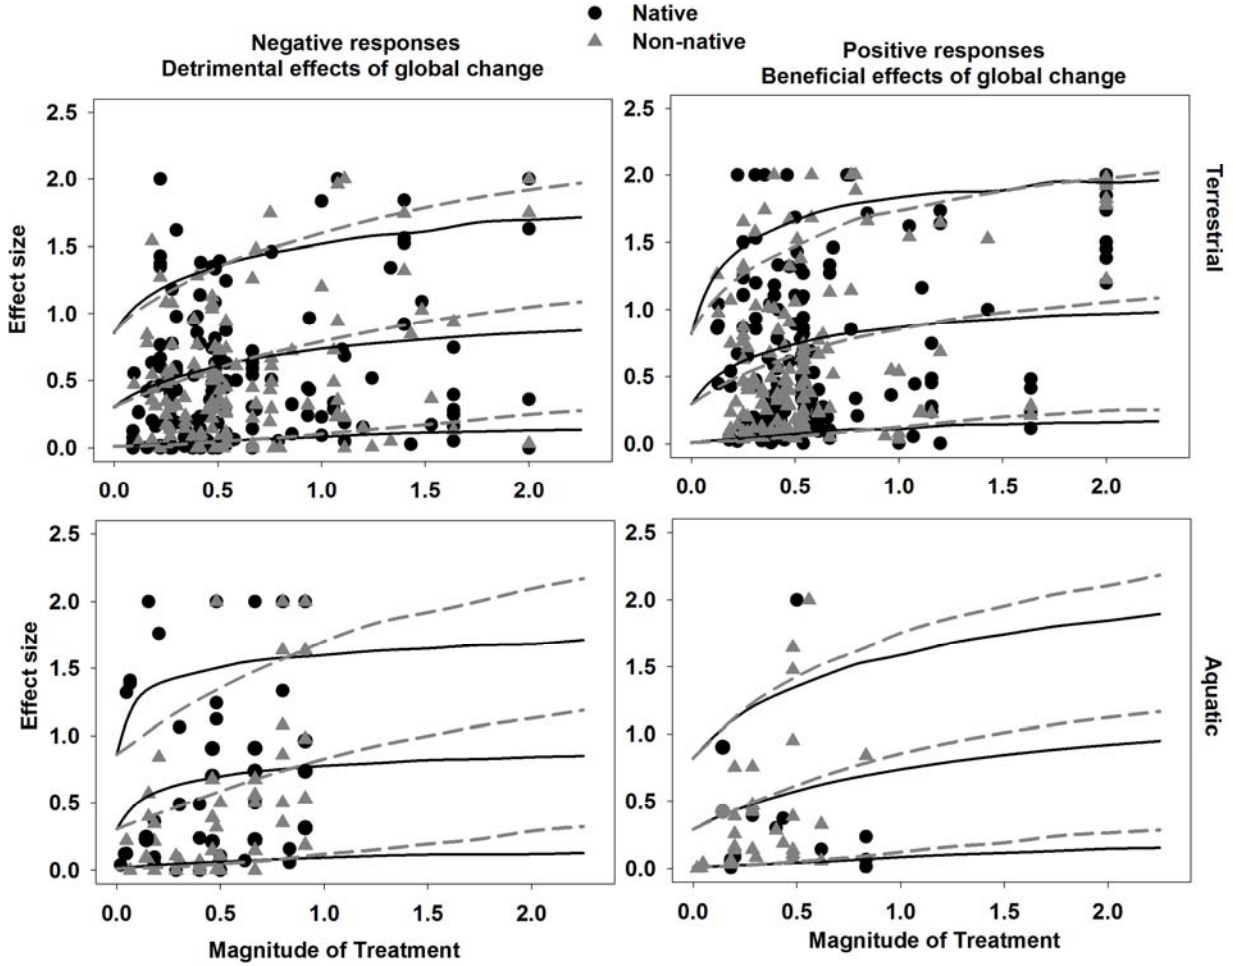 Native
Non-native
Negative responses
Detrimental effects of global change
Positive responses
Beneficial effects of global change
2.5
2.0
1.5
1.0
0.5
0.0
Effect size
0.0 0.5 1.0 1.5 2.0
2.5
2.0
1.5
1.0
0.5
0.0
0.0 0.5 1.0 1.5 2.0
Terrestrial
2.5
2.0
1.5
1.0
0.5
0.0
Effect size
0.0 0.5 1.0 1.5 2.0
Magnitude of Treatment
2.5
2.0
1.5
1.0
0.5
0.0
0.0 0.5 1.0 1.5 2.0
Magnitude of Treatment
Aquatic